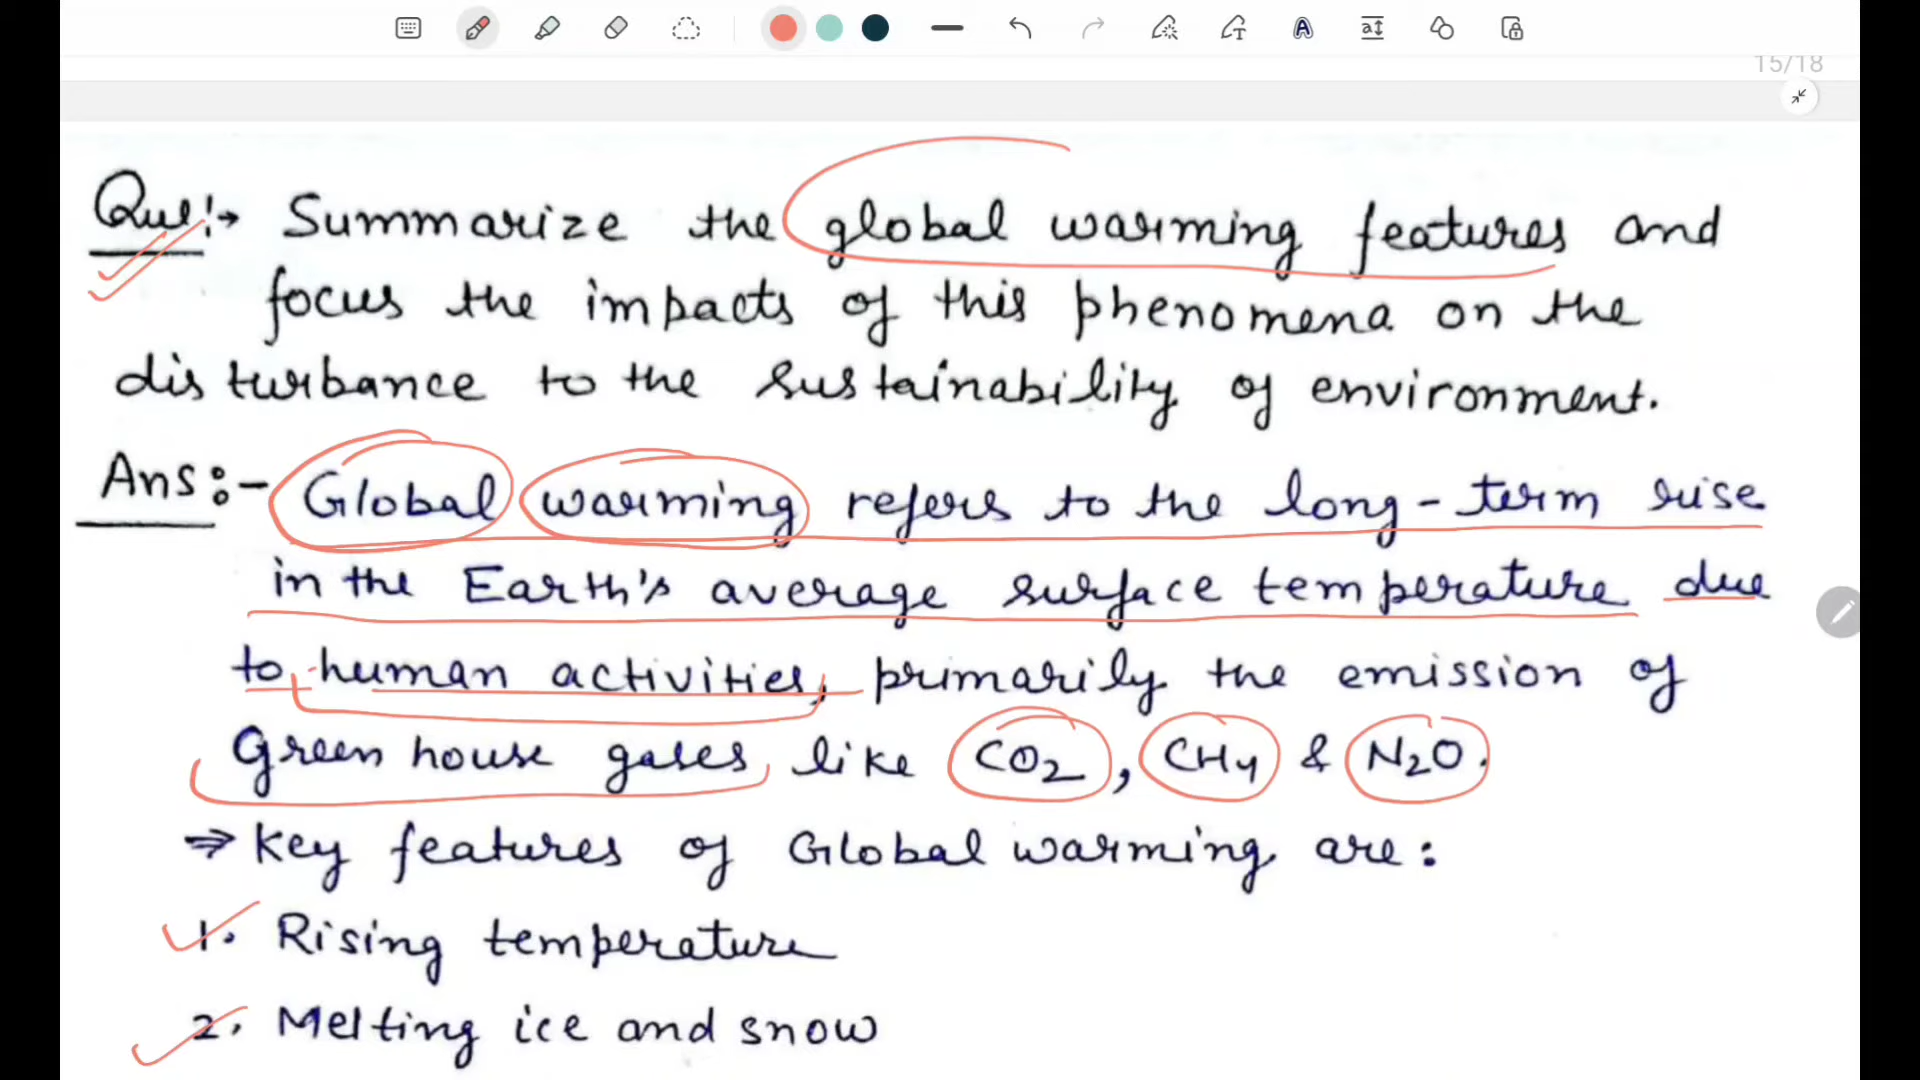 15/18
Que:→ Summarize the global warming features and
focus the impacts of this phenomena on the
disturbance to the sustainability of environment.
Ans:- Global warming refers to the long-term rise
in the Earth's average surface temperature due
to human activities, primarily the emission of
Green house gases like CO2, CH4 & N2O.
⇒ Key features of Global warming are:
1. Rising temperature
2. Melting ice and snow